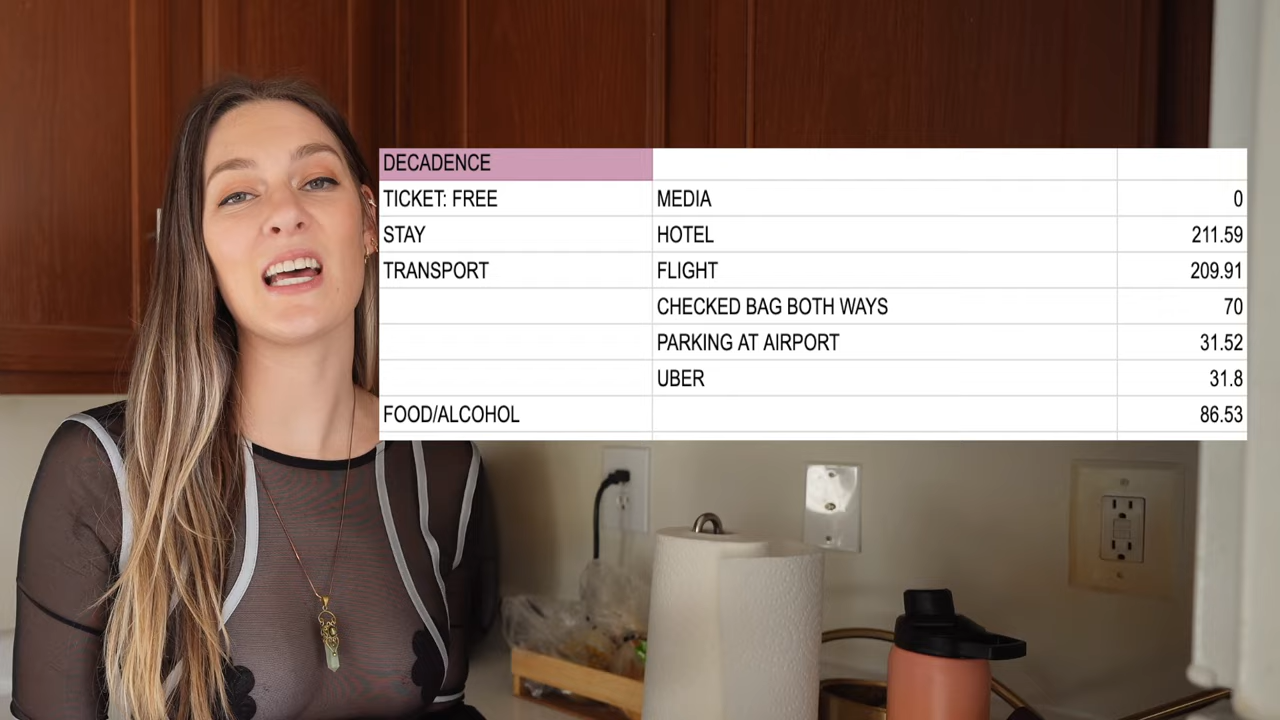 DECADENCE
TICKET: FREE MEDIA 0
STAY HOTEL 211.59
TRANSPORT FLIGHT 209.91
CHECKED BAG BOTH WAYS 70
PARKING AT AIRPORT 31.52
UBER 31.8
FOOD/ALCOHOL 86.53